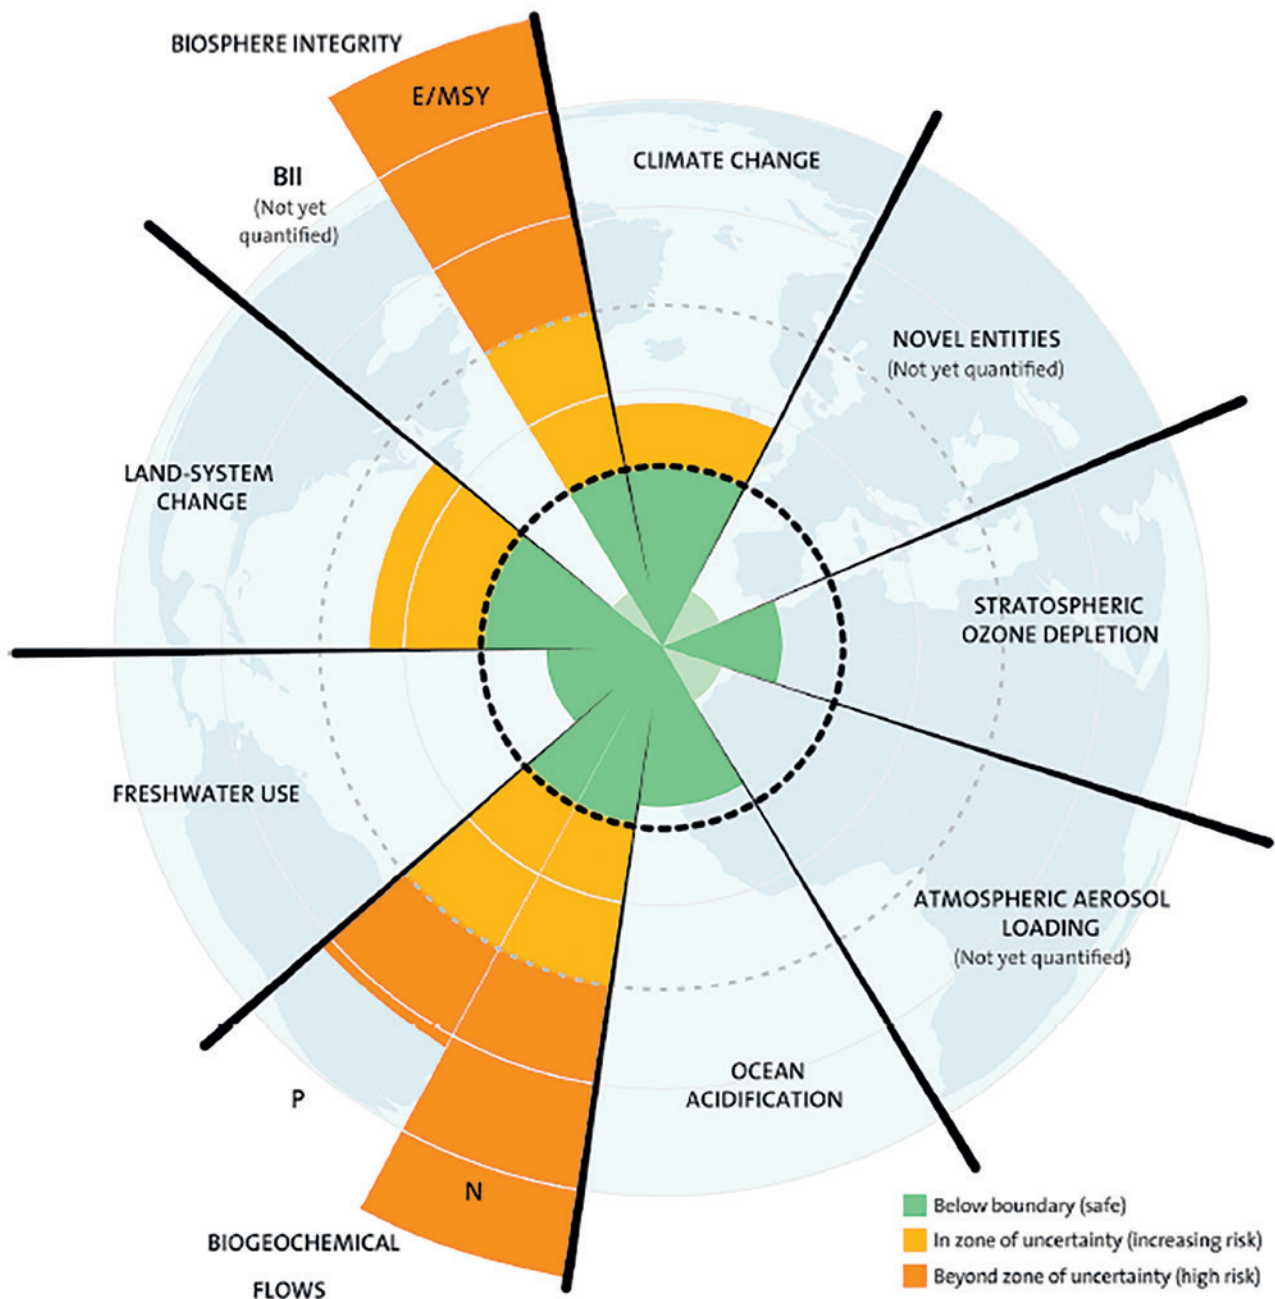 BIOSPHERE INTEGRITY
E/MSY
BII
(Not yet
quantified)
CLIMATE CHANGE
NOVEL ENTITIES
(Not yet quantified)
LAND-SYSTEM
CHANGE
STRATOSPHERIC
OZONE DEPLETION
FRESHWATER USE
ATMOSPHERIC AEROSOL
LOADING
(Not yet quantified)
OCEAN
ACIDIFICATION
P
N
BIOGEOCHEMICAL
FLOWS
Below boundary (safe)
In zone of uncertainty (increasing risk)
Beyond zone of uncertainty (high risk)